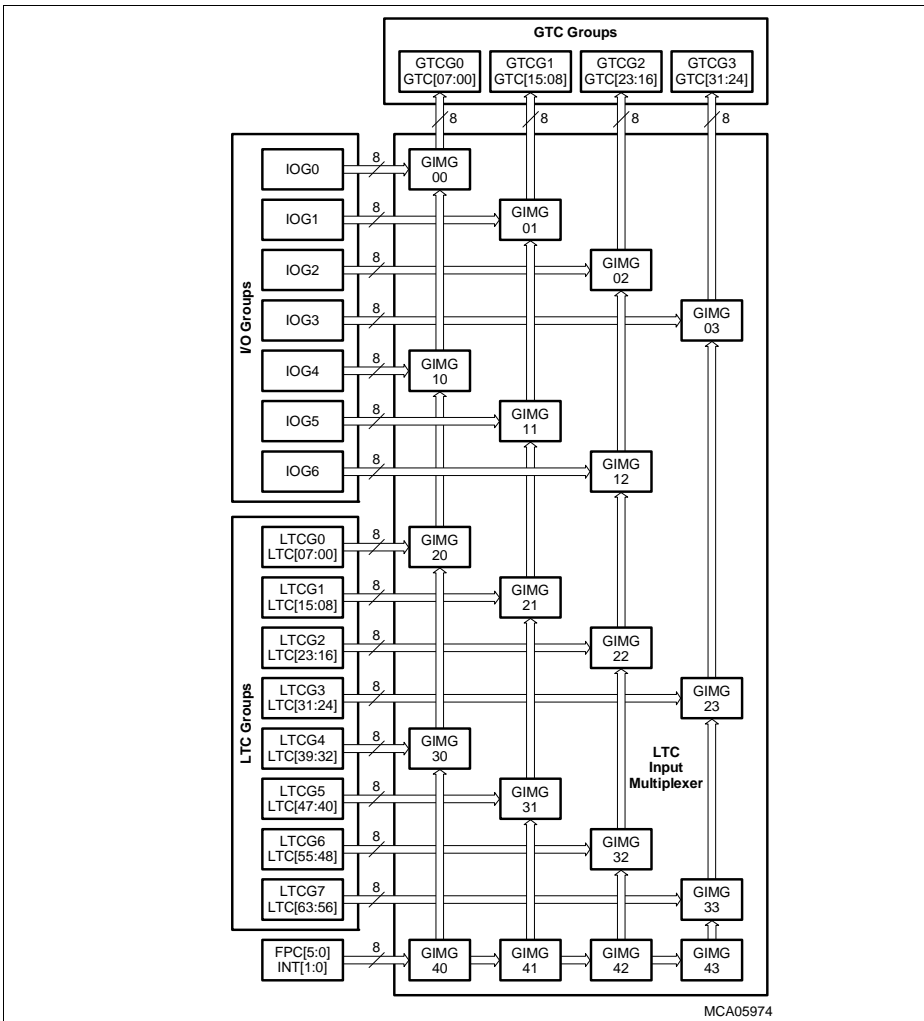 GTC Groups
GTCG0
GTC[07:00]
GTCG1
GTC[15:08]
GTCG2
GTC[23:16]
GTCG3
GTC[31:24]
8
8
8
8
I/O Groups
IOG0
8
GIMG
00
IOG1
8
GIMG
01
IOG2
8
GIMG
02
IOG3
8
GIMG
03
IOG4
8
GIMG
10
IOG5
8
GIMG
11
IOG6
8
GIMG
12
LTC Groups
LTCG0
LTC[07:00]
8
GIMG
20
LTCG1
LTC[15:08]
8
GIMG
21
LTCG2
LTC[23:16]
8
GIMG
22
LTCG3
LTC[31:24]
8
GIMG
23
LTCG4
LTC[39:32]
8
GIMG
30
LTC
Input
Multiplexer
LTCG5
LTC[47:40]
8
GIMG
31
LTCG6
LTC[55:48]
8
GIMG
32
LTCG7
LTC[63:56]
8
GIMG
33
FPC[5:0]
INT[1:0]
8
GIMG
40
GIMG
41
GIMG
42
GIMG
43
MCA05974